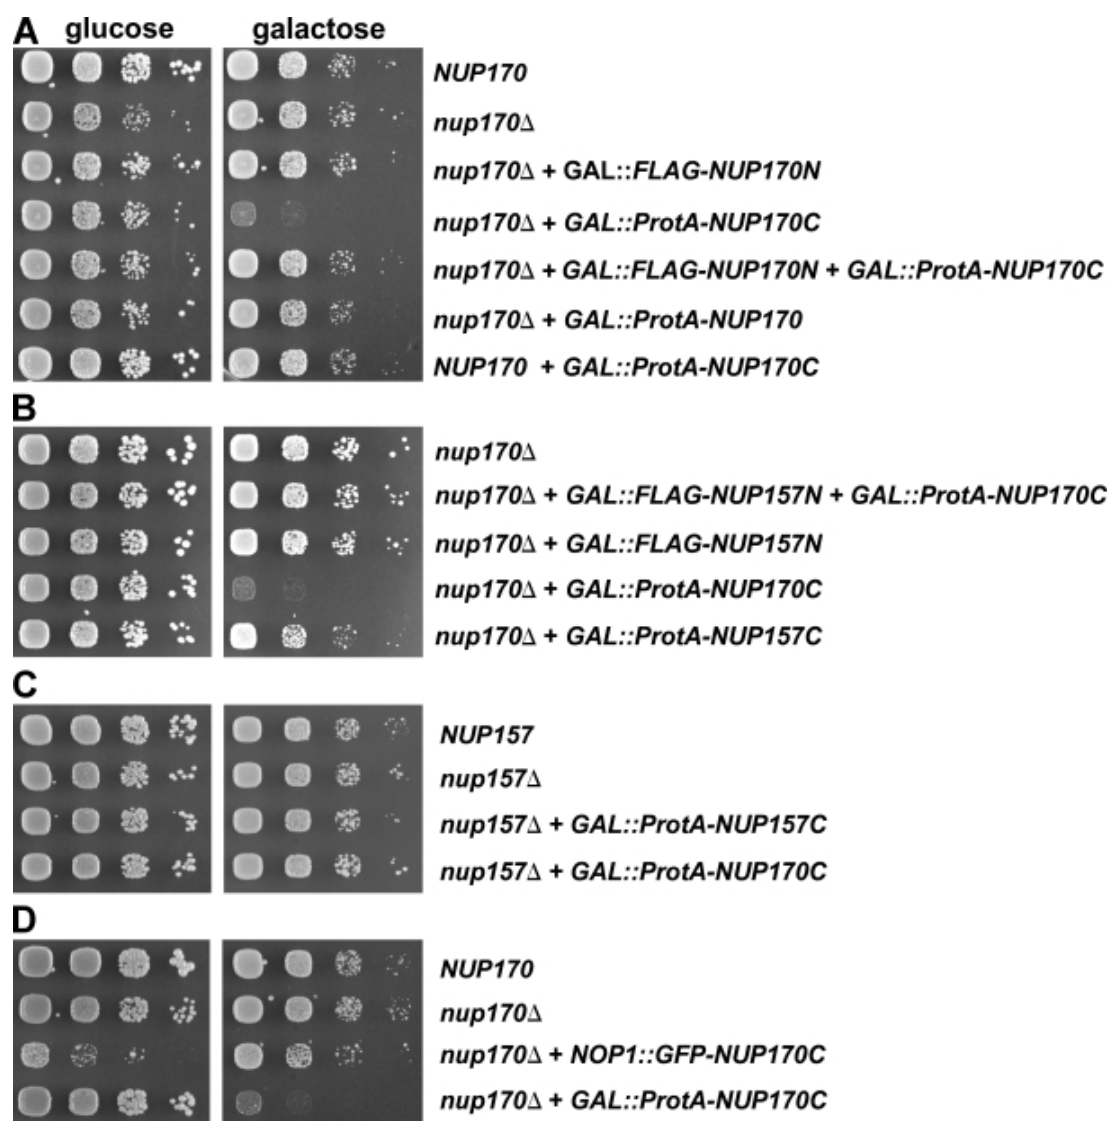 A glucose galactose
NUP170
nup170Δ
nup170Δ + GAL::FLAG-NUP170N
nup170Δ + GAL::ProtA-NUP170C
nup170Δ + GAL::FLAG-NUP170N + GAL::ProtA-NUP170C
nup170Δ + GAL::ProtA-NUP170
NUP170 + GAL::ProtA-NUP170C
B
nup170Δ
nup170Δ + GAL::FLAG-NUP157N + GAL::ProtA-NUP170C
nup170Δ + GAL::FLAG-NUP157N
nup170Δ + GAL::ProtA-NUP170C
nup170Δ + GAL::ProtA-NUP157C
C
NUP157
nup157Δ
nup157Δ + GAL::ProtA-NUP157C
nup157Δ + GAL::ProtA-NUP170C
D
NUP170
nup170Δ
nup170Δ + NOP1::GFP-NUP170C
nup170Δ + GAL::ProtA-NUP170C